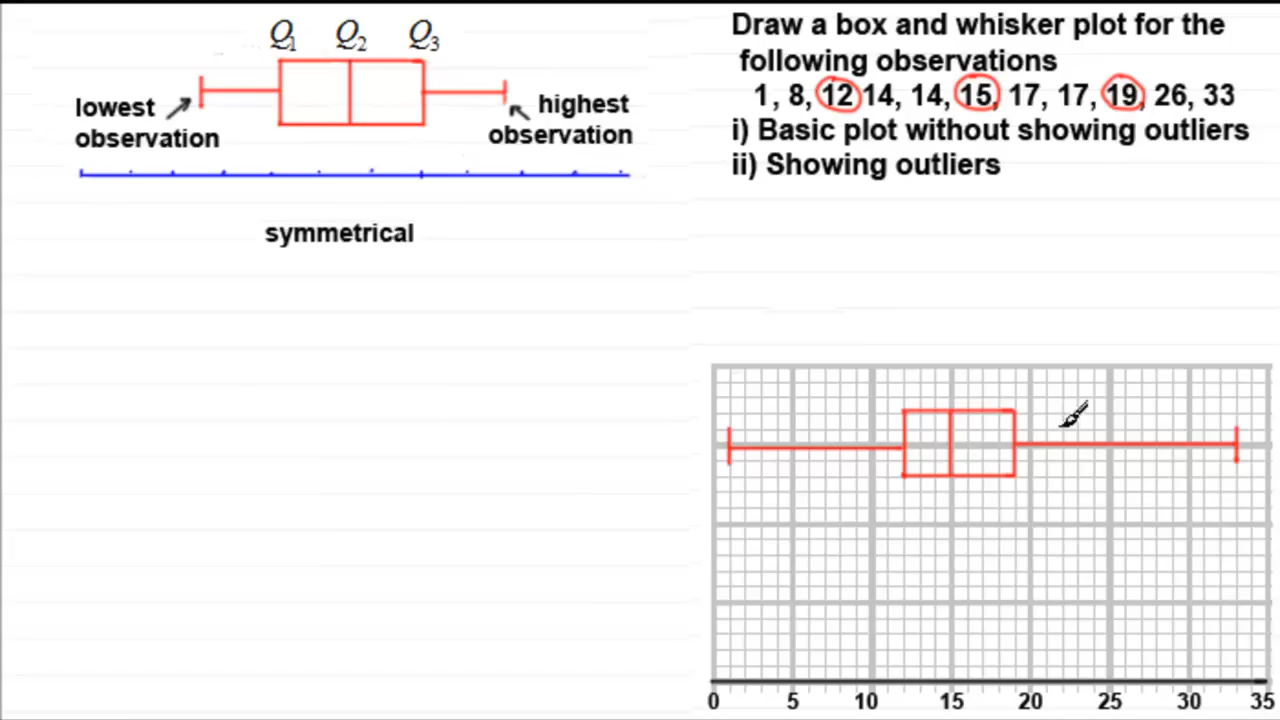 Q1 Q2 Q3
lowest
observation
highest
observation
symmetrical
Draw a box and whisker plot for the
following observations
1, 8, 12 14, 14, 15, 17, 17, 19, 26, 33
i) Basic plot without showing outliers
ii) Showing outliers
0 5 10 15 20 25 30 35